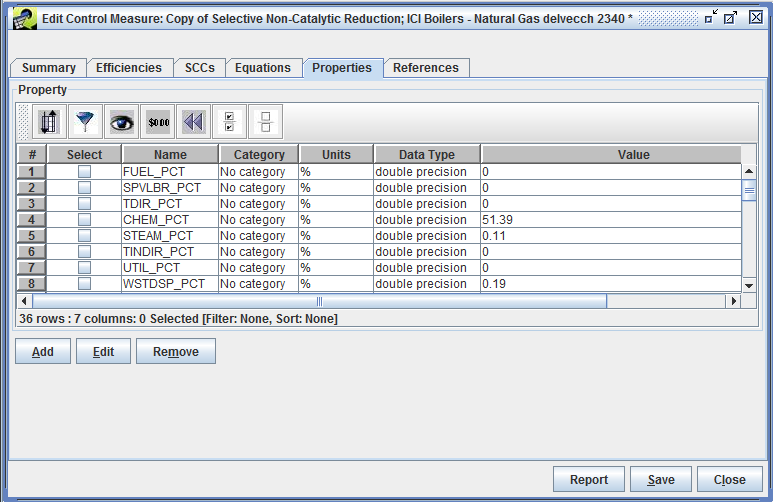 Edit Control Measure: Copy of Selective Non-Catalytic Reduction; ICI Boilers - Natural Gas delvecch 2340 *
Summary Efficiencies SCCs Equations Properties References
Property
$0.00
# Select Name Category Units Data Type Value
1 FUEL_PCT No category % double precision 0
2 SPVLBR_PCT No category % double precision 0
3 TDIR_PCT No category % double precision 0
4 CHEM_PCT No category % double precision 51.39
5 STEAM_PCT No category % double precision 0.11
6 TINDIR_PCT No category % double precision 0
7 UTIL_PCT No category % double precision 0
8 WSTDSP_PCT No category % double precision 0.19
36 rows : 7 columns: 0 Selected [Filter: None, Sort: None]
Add Edit Remove
Report Save Close